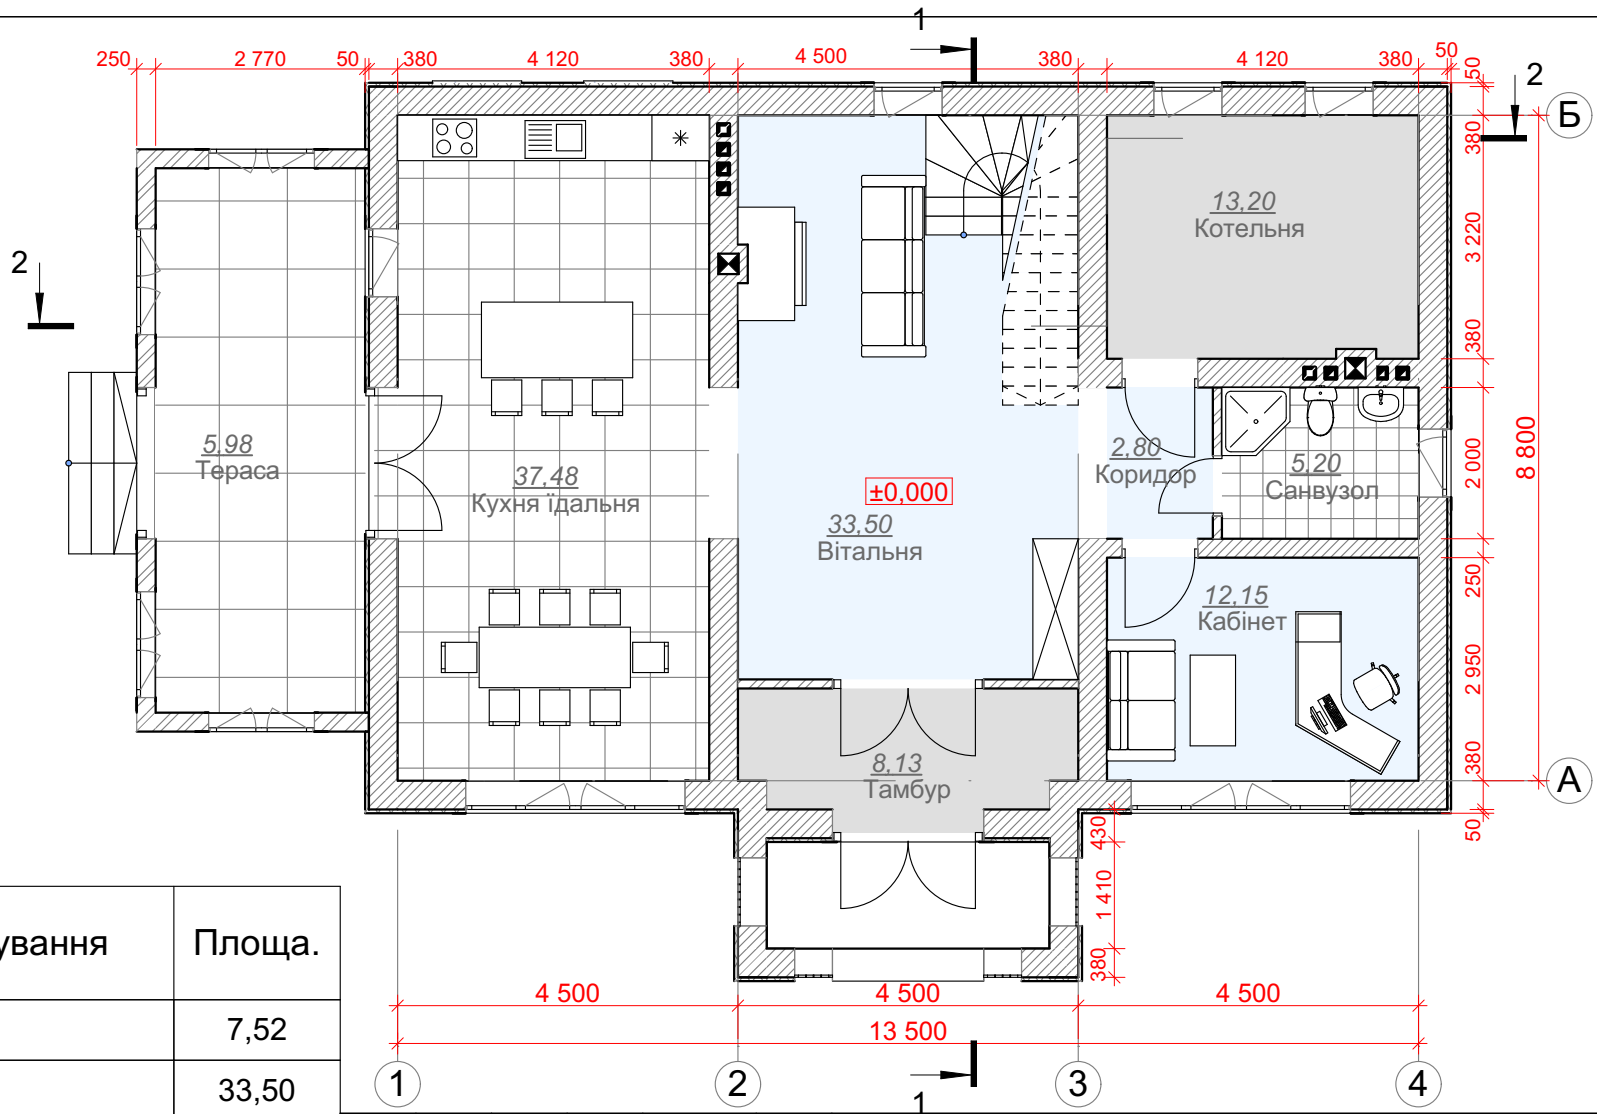 1
250 2 770 50 380 4 120 380 4 500 380 4 120 380 50
50
2
Б
380
13,20
Котельня
3 220
2
380
5,98
Тераса
37,48
Кухня їдальня
±0,000
33,50
Вітальня
2,80
Коридор
5,20
Санвузол
2 000
8 800
250
12,15
Кабінет
2 950
8,13
Тамбур
380
А
50
430
1 410
380
ування Площа.
7,52
33,50
4 500 4 500 4 500
13 500
1 2 3 4
1